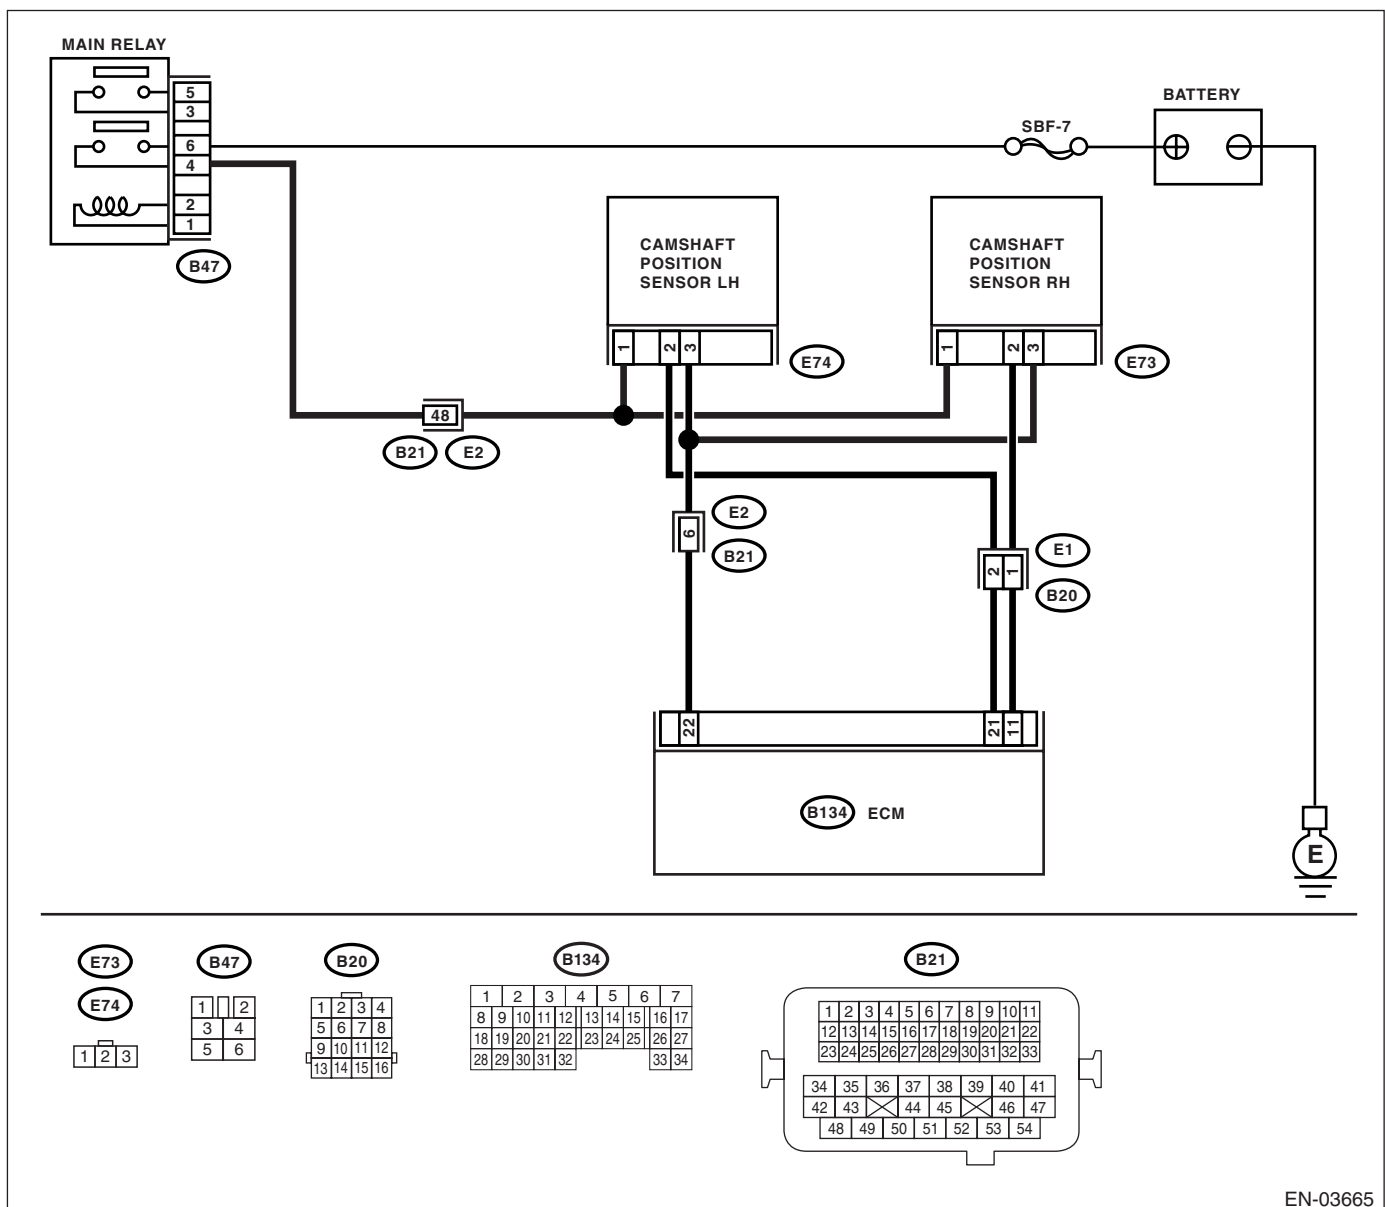 MAIN RELAY
5
3
6
4
2
1
B47
SBF-7
BATTERY
CAMSHAFT
POSITION
SENSOR LH
1 2 3
E74
CAMSHAFT
POSITION
SENSOR RH
1 2 3
E73
48
B21 E2
6
E2
B21
2 1
E1
B20
22 21 11
B134 ECM
E
E73
E74
1 2 3
B47
1 2
3 4
5 6
B20
1 2 3 4
5 6 7 8
9 10 11 12
13 14 15 16
B134
1 2 3 4 5 6 7
8 9 10 11 12 13 14 15 16 17
18 19 20 21 22 23 24 25 26 27
28 29 30 31 32 33 34
B21
1 2 3 4 5 6 7 8 9 10 11
12 13 14 15 16 17 18 19 20 21 22
23 24 25 26 27 28 29 30 31 32 33
34 35 36 37 38 39 40 41
42 43 44 45 46 47
48 49 50 51 52 53 54
EN-03665